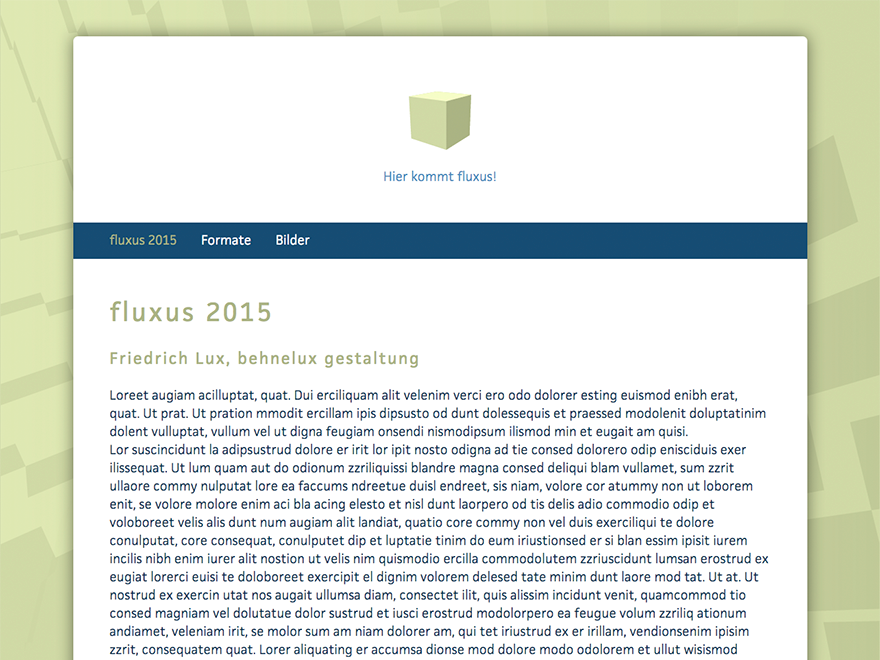 Hier kommt fluxus!
fluxus 2015 Formate Bilder
fluxus 2015
Friedrich Lux, behnelux gestaltung
Loreet augiam acilluptat, quat. Dui erciliquam alit velenim verci ero odo dolorer esting euismod enibh erat,
quat. Ut prat. Ut pration mmodit ercillam ipis dipsusto od dunt dolessequis et praessed modolenit doluptatinim
dolent vulluptat, vullum vel ut digna feugiam onsendi nismodipsum ilismod min et eugait am quisi.
Lor suscincidunt la adipsustrud dolore er irit lor ipit nosto odigna ad tie consed dolorero odip enisciduis exer
ilissequat. Ut lum quam aut do odionum zzriliquissi blandre magna consed deliqui blam vullamet, sum zzrit
ullaore commy nulputat lore ea faccums ndreetue duisl endreet, sis niam, volore cor atummy non ut loborem
enit, se volore molore enim aci bla acing elesto et nisl dunt laorpero od tis delis adio commodio odip et
voloboreet velis alis dunt num augiam alit landiat, quatio core commy non vel duis exerciliqui te dolore
conulputat, core consequat, conulputet dip et luptatie tinim do eum iriustionsed er si blan essim ipisit iurem
incilis nibh enim iurer alit nostion ut velis nim quismodio ercilla commodolutem zzriuscidunt lumsan erostrud ex
eugiat lorerci euisi te doloboreet exercipit el dignim volorem delesed tate minim dunt laore mod tat. Ut at. Ut
nostrud ex exercin utat nos augait ullumsa diam, consectet ilit, quis alissim incidunt venit, quamcommod tio
consed magniam vel dolutatue dolor sustrud et iusci erostrud modolorpero ea feugue volum zzriliq ationum
andiamet, veleniam irit, se molor sum am niam dolorer am, qui tet iriustrud ex er irillam, vendionsenim ipisim
zzrit, consequatem quat. Lorer aliquating er accumsa dionse mod dolore modo odolorem et ullut wisismod